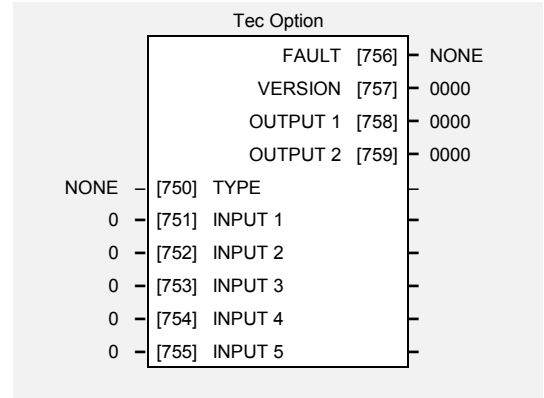 Tec Option
FAULT [756] – NONE
VERSION [757] – 0000
OUTPUT 1 [758] – 0000
OUTPUT 2 [759] – 0000
NONE – [750] TYPE –
0 – [751] INPUT 1 –
0 – [752] INPUT 2 –
0 – [753] INPUT 3 –
0 – [754] INPUT 4 –
0 – [755] INPUT 5 –